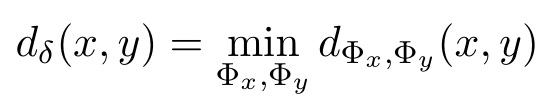 d_δ(x, y) = min_{Φ_x,Φ_y} d_{Φ_x,Φ_y}(x, y)